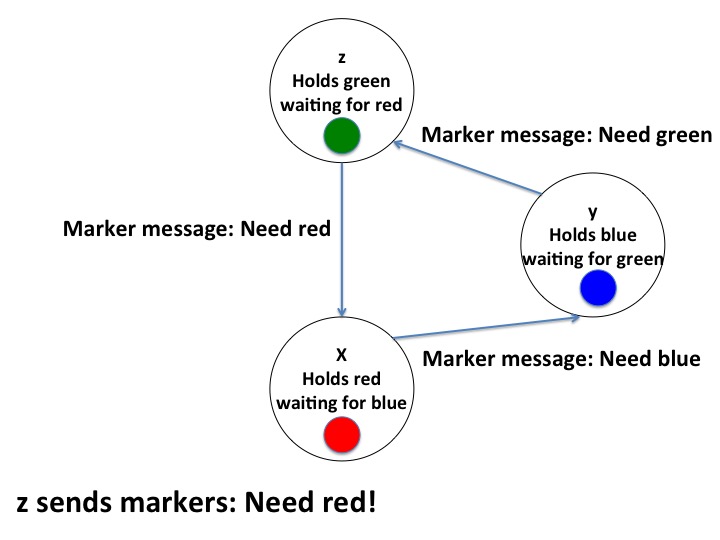 z
Holds green
waiting for red
Marker message: Need green
Marker message: Need red
y
Holds blue
waiting for green
X
Holds red
waiting for blue
Marker message: Need blue
z sends markers: Need red!